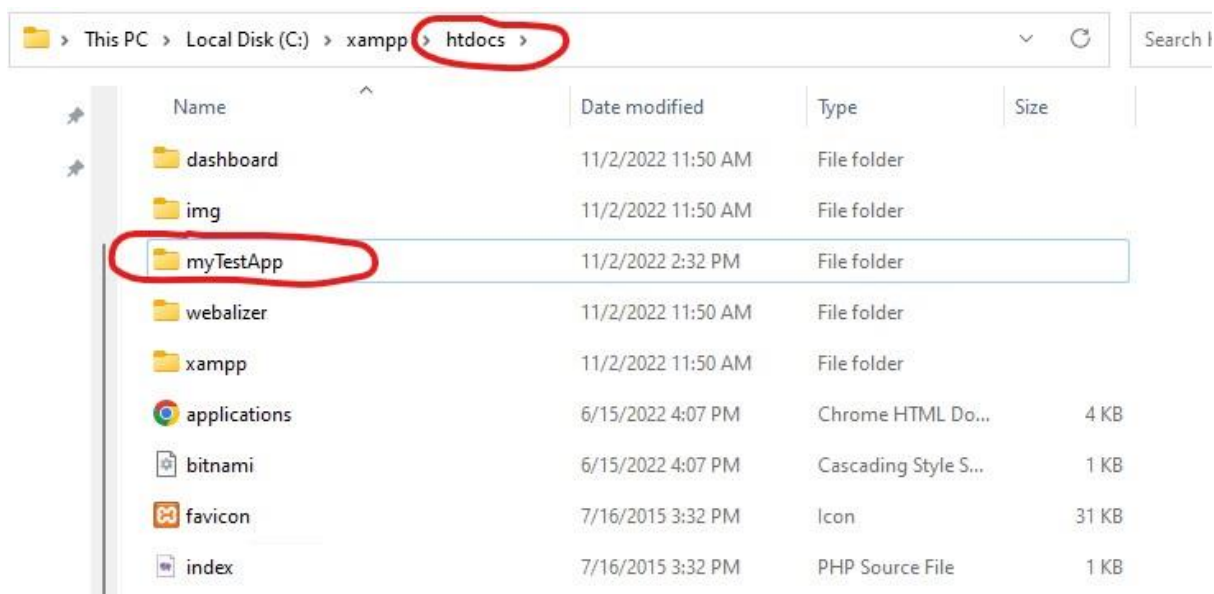 This PC > Local Disk (C:) > xampp > htdocs > Search
Name Date modified Type Size
dashboard 11/2/2022 11:50 AM File folder
img 11/2/2022 11:50 AM File folder
myTestApp 11/2/2022 2:32 PM File folder
webalizer 11/2/2022 11:50 AM File folder
xampp 11/2/2022 11:50 AM File folder
applications 6/15/2022 4:07 PM Chrome HTML Do... 4 KB
bitnami 6/15/2022 4:07 PM Cascading Style S... 1 KB
favicon 7/16/2015 3:32 PM Icon 31 KB
index 7/16/2015 3:32 PM PHP Source File 1 KB